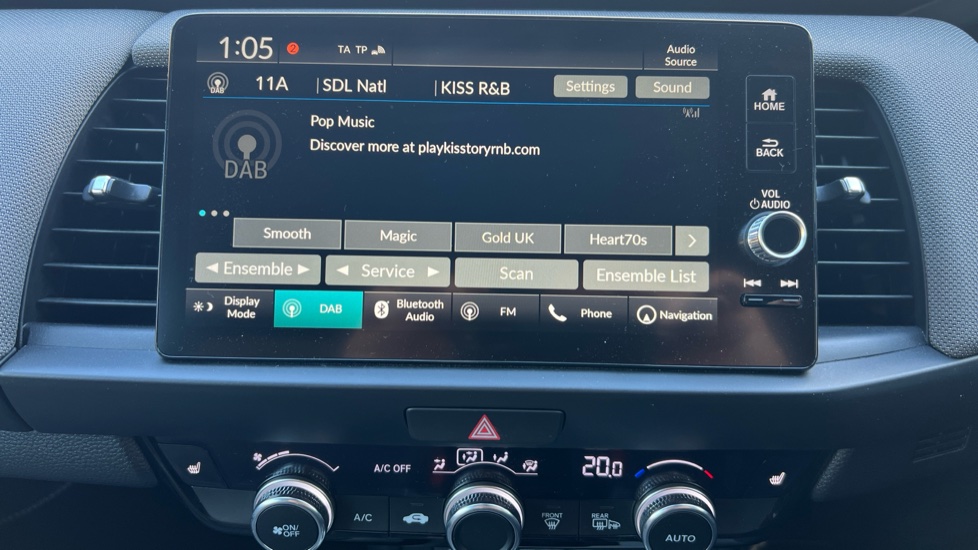 1:05 2 TA TP Audio
Source
DAB 11A |SDL Natl |KISS R&B Settings Sound
HOME
Pop Music
Discover more at playkisstoryrnb.com
DAB
BACK
VOL
AUDIO
Smooth Magic Gold UK Heart70s
Ensemble Service Scan Ensemble List
Display
Mode DAB Bluetooth
Audio FM Phone Navigation
A/C OFF 20.0
ON/
OFF A/C FRONT REAR AUTO